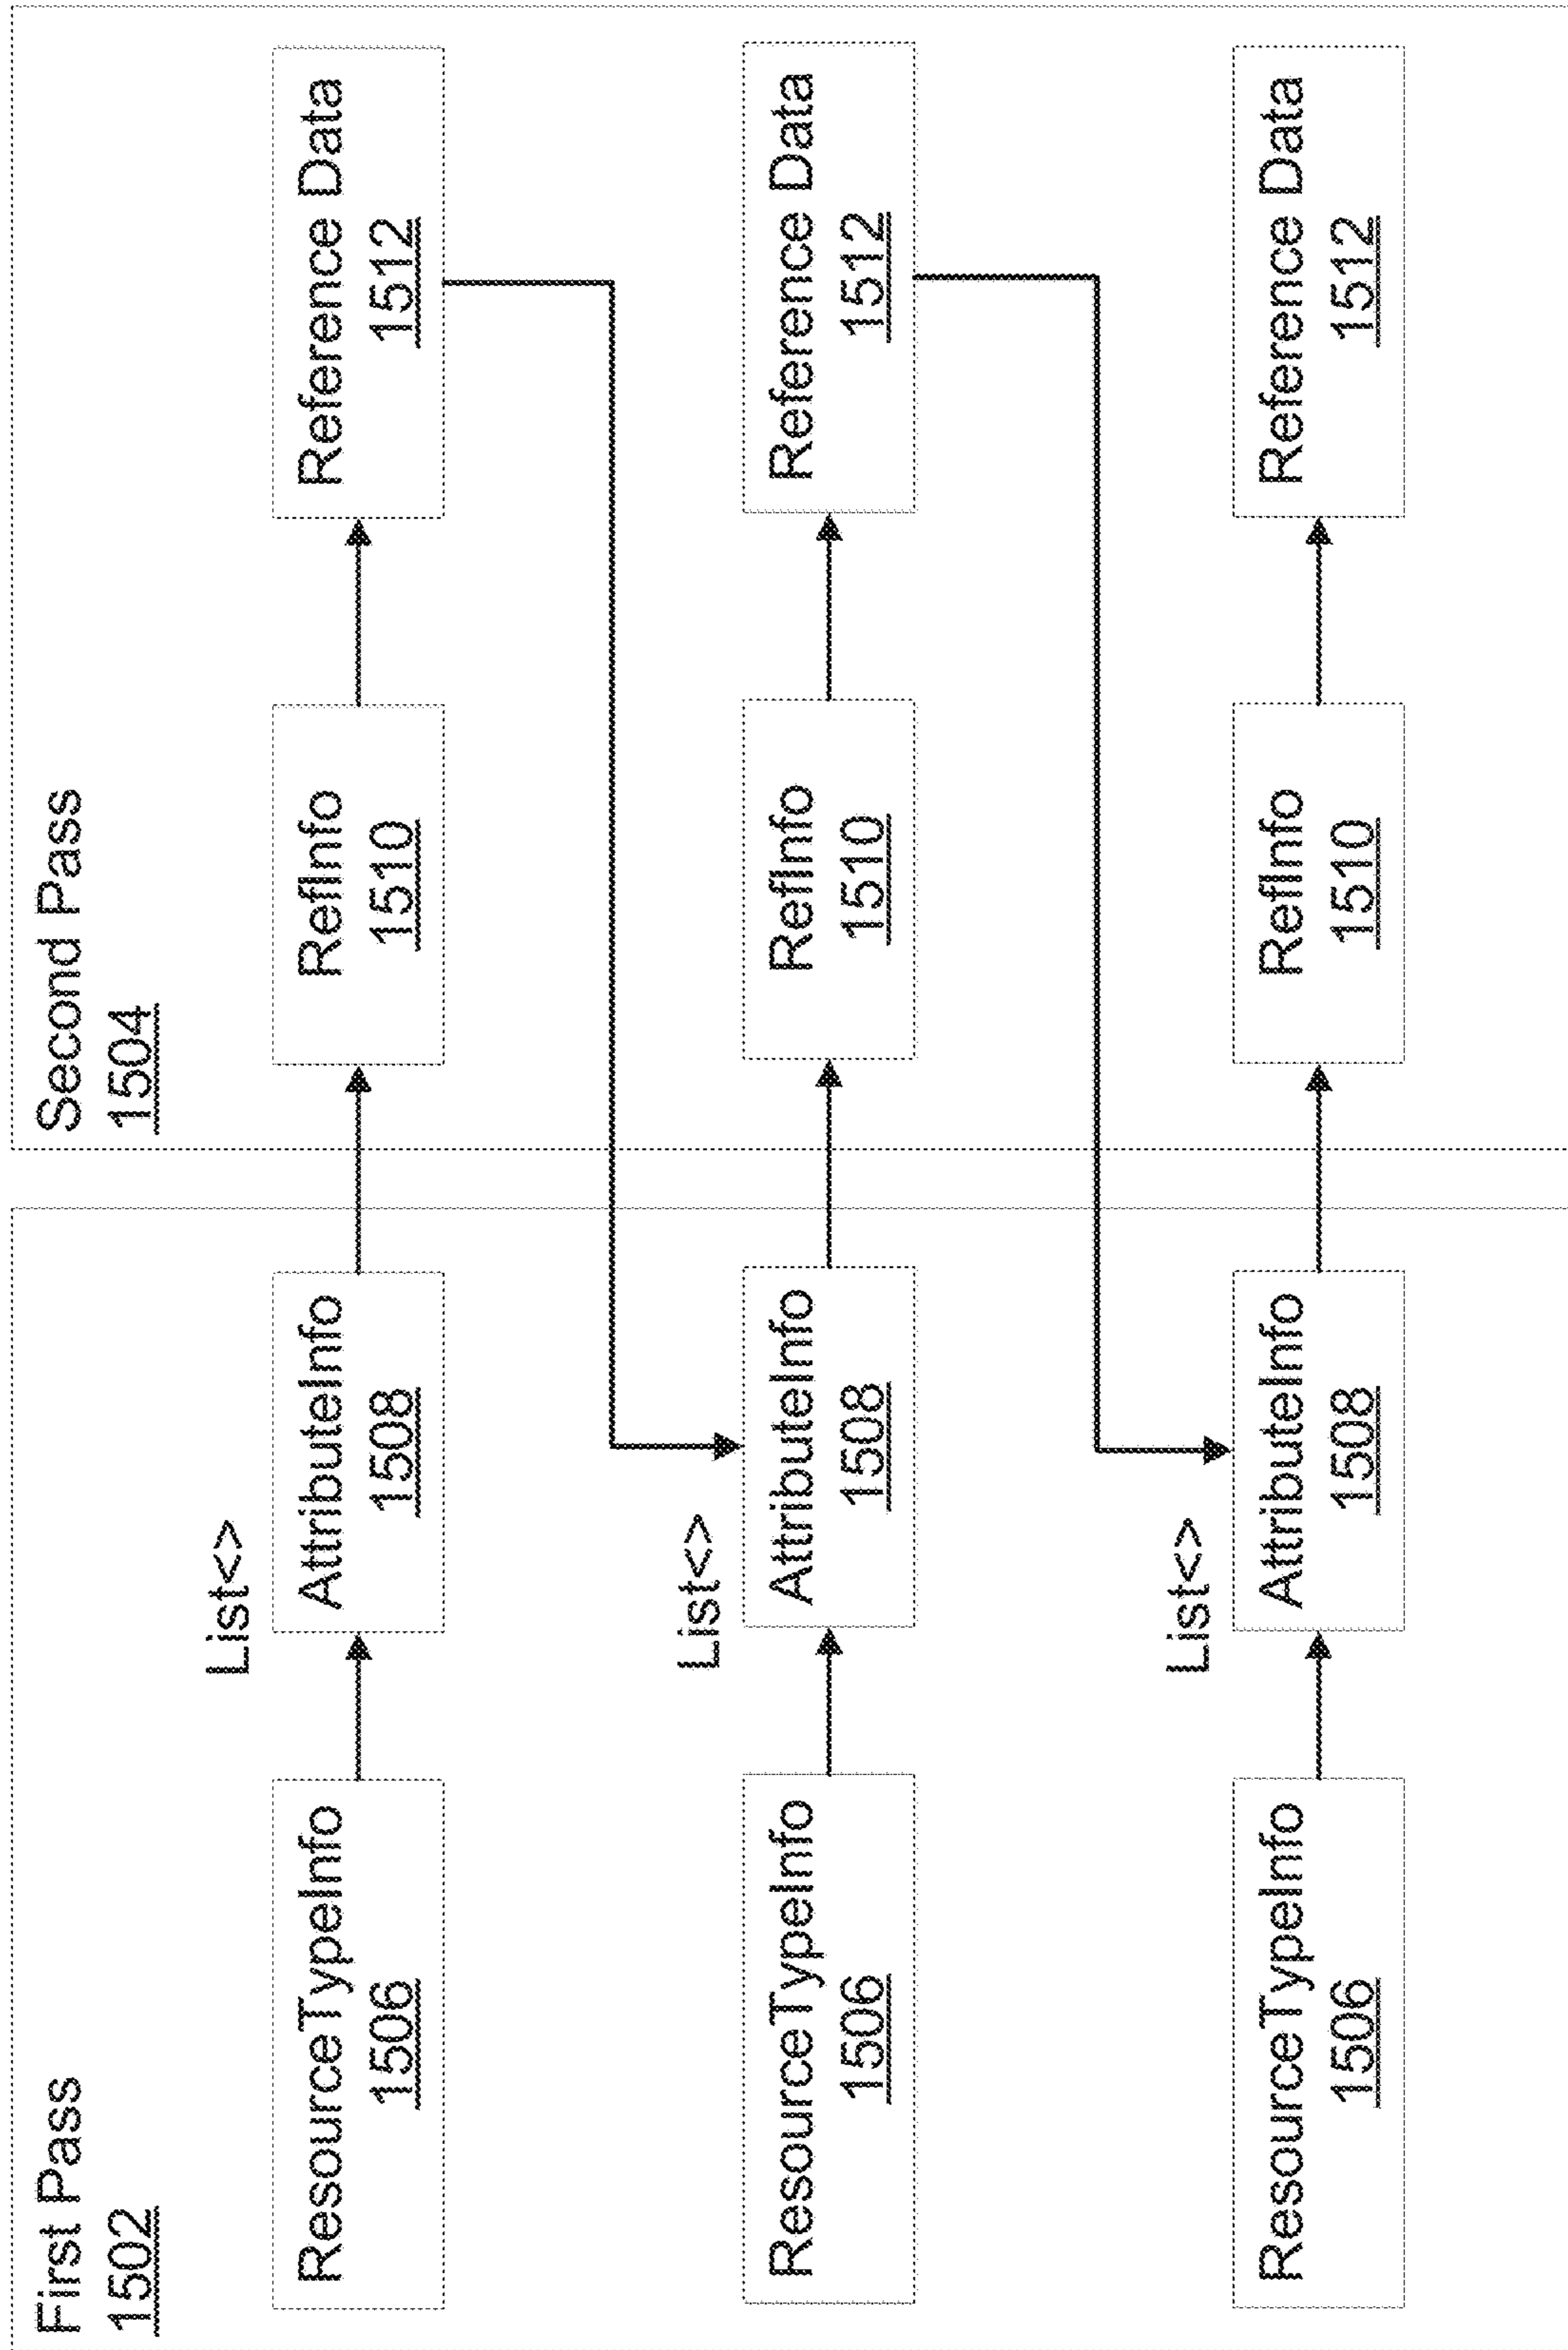 First Pass
1502
Second Pass
1504
List<>
ResourceTypeInfo
1506
AttributeInfo
1508
RefInfo
1510
Reference Data
1512
List<>
ResourceTypeInfo
1506
AttributeInfo
1508
RefInfo
1510
Reference Data
1512
List<>
ResourceTypeInfo
1506
AttributeInfo
1508
RefInfo
1510
Reference Data
1512